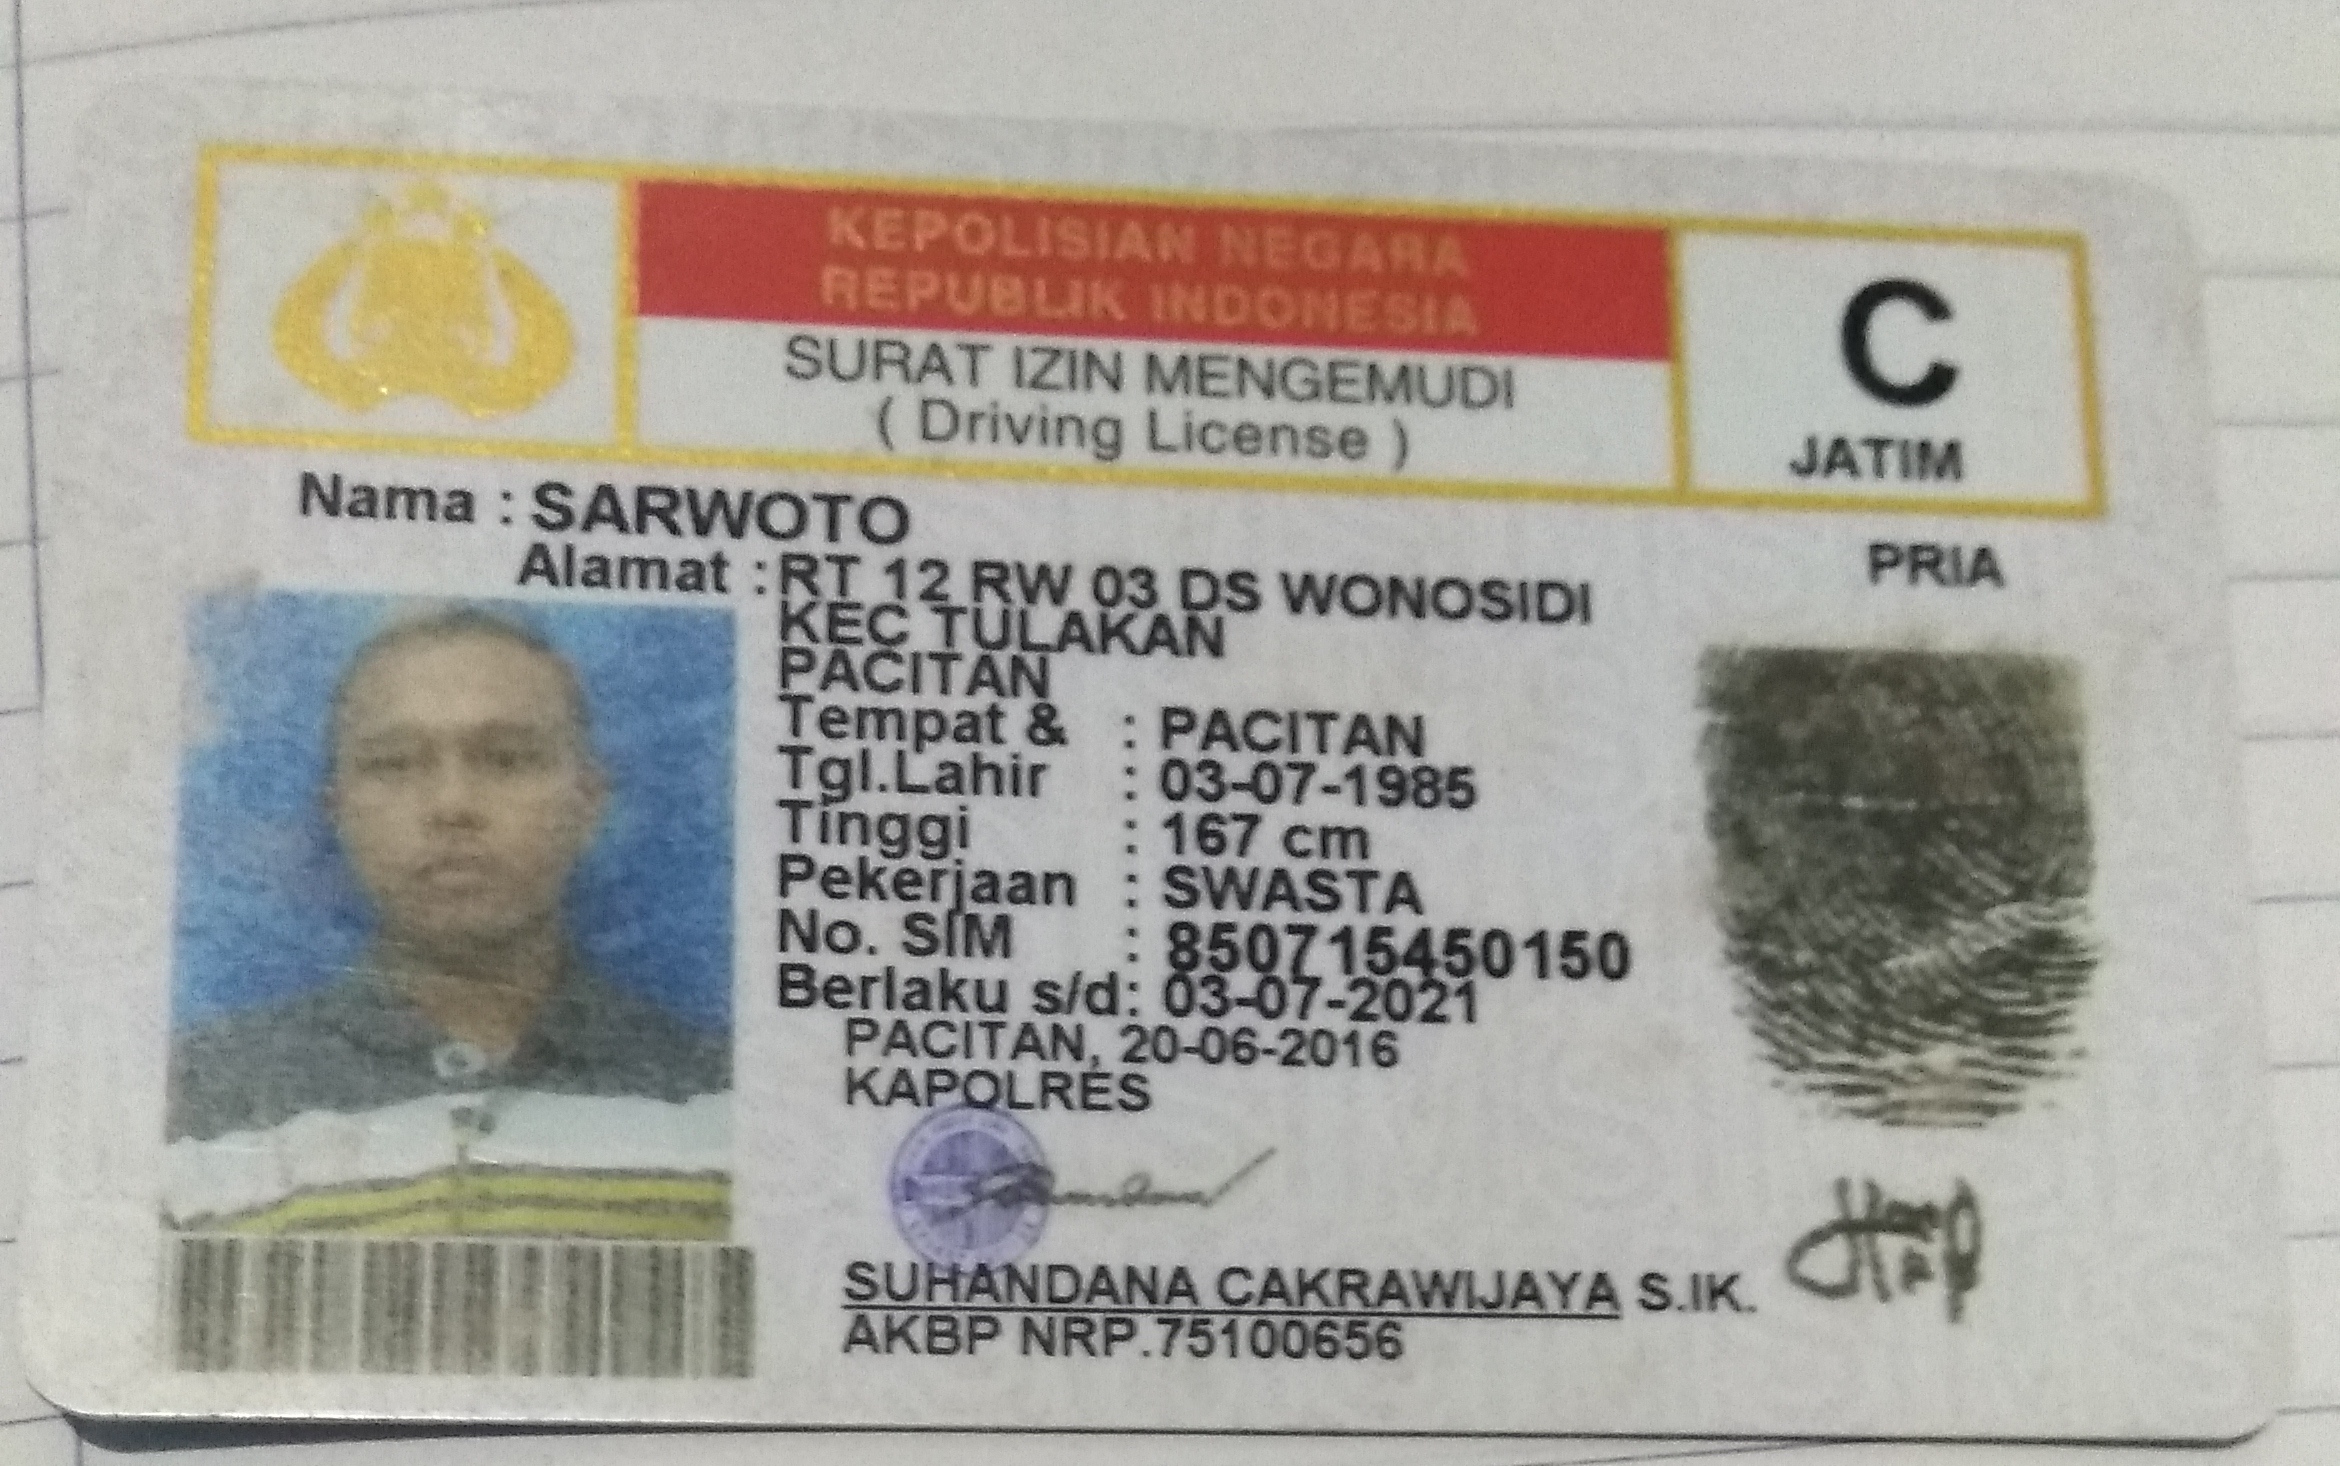 KEPOLISIAN NEGARA
REPUBLIK INDONESIA
SURAT IZIN MENGEMUDI
( Driving License )
C
JATIM
Nama : SARWOTO
PRIA
Alamat : RT 12 RW 03 DS WONOSIDI
KEC TULAKAN
PACITAN
Tempat & : PACITAN
Tgl.Lahir : 03-07-1985
Tinggi : 167 cm
Pekerjaan : SWASTA
No. SIM : 850715450150
Berlaku s/d: 03-07-2021
PACITAN, 20-06-2016
KAPOLRES
SUHANDANA CAKRAWIJAYA S.IK.
AKBP NRP.75100656